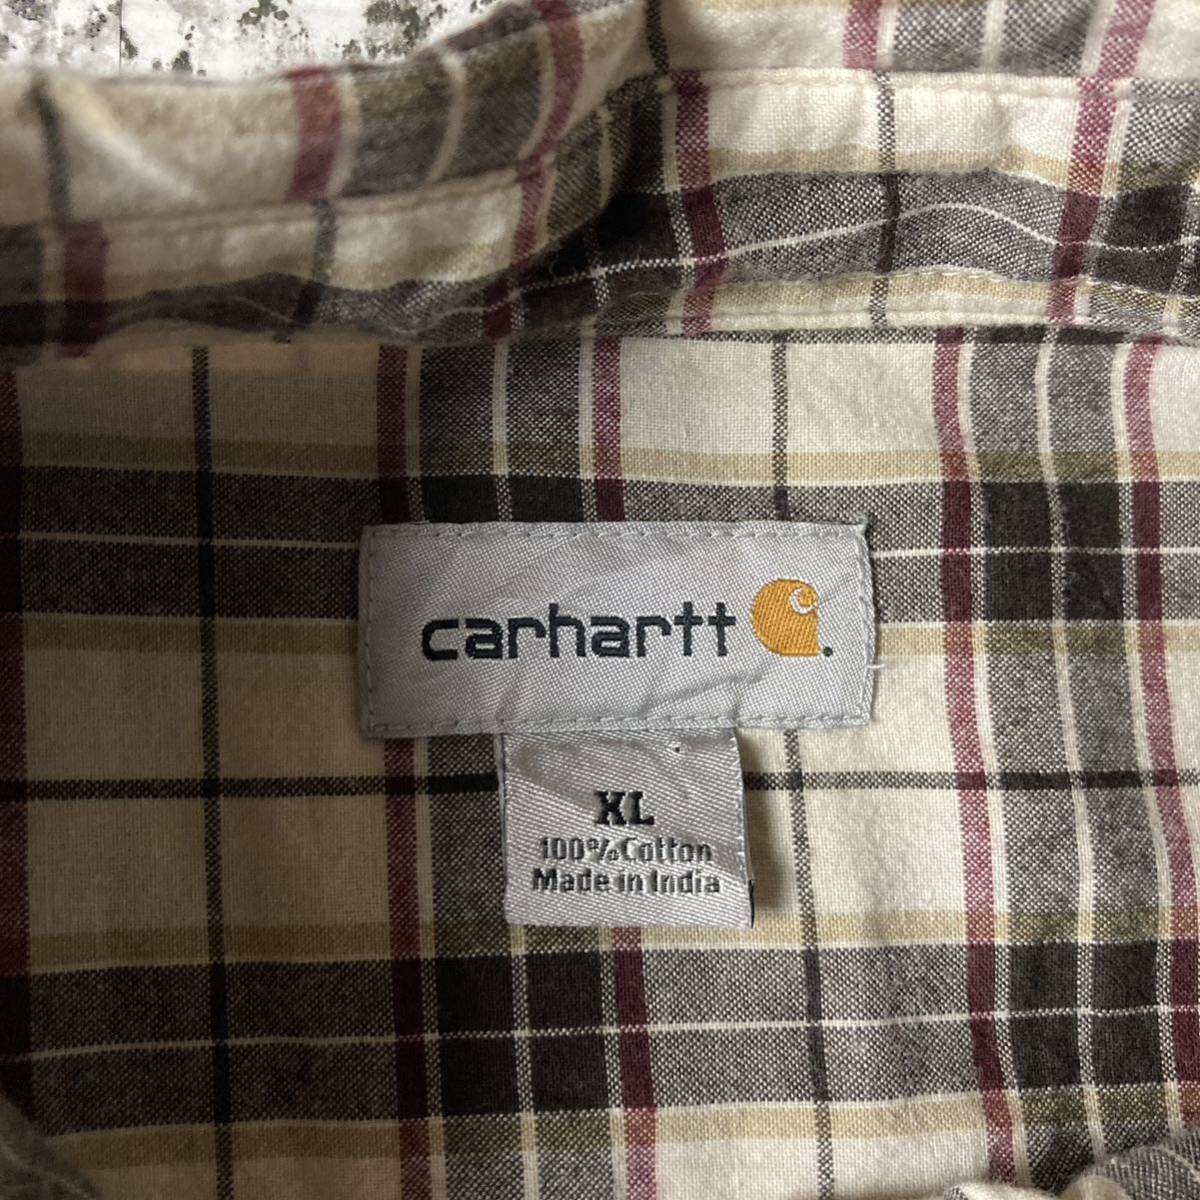 carhartt
XL
100% Cotton
Made in India